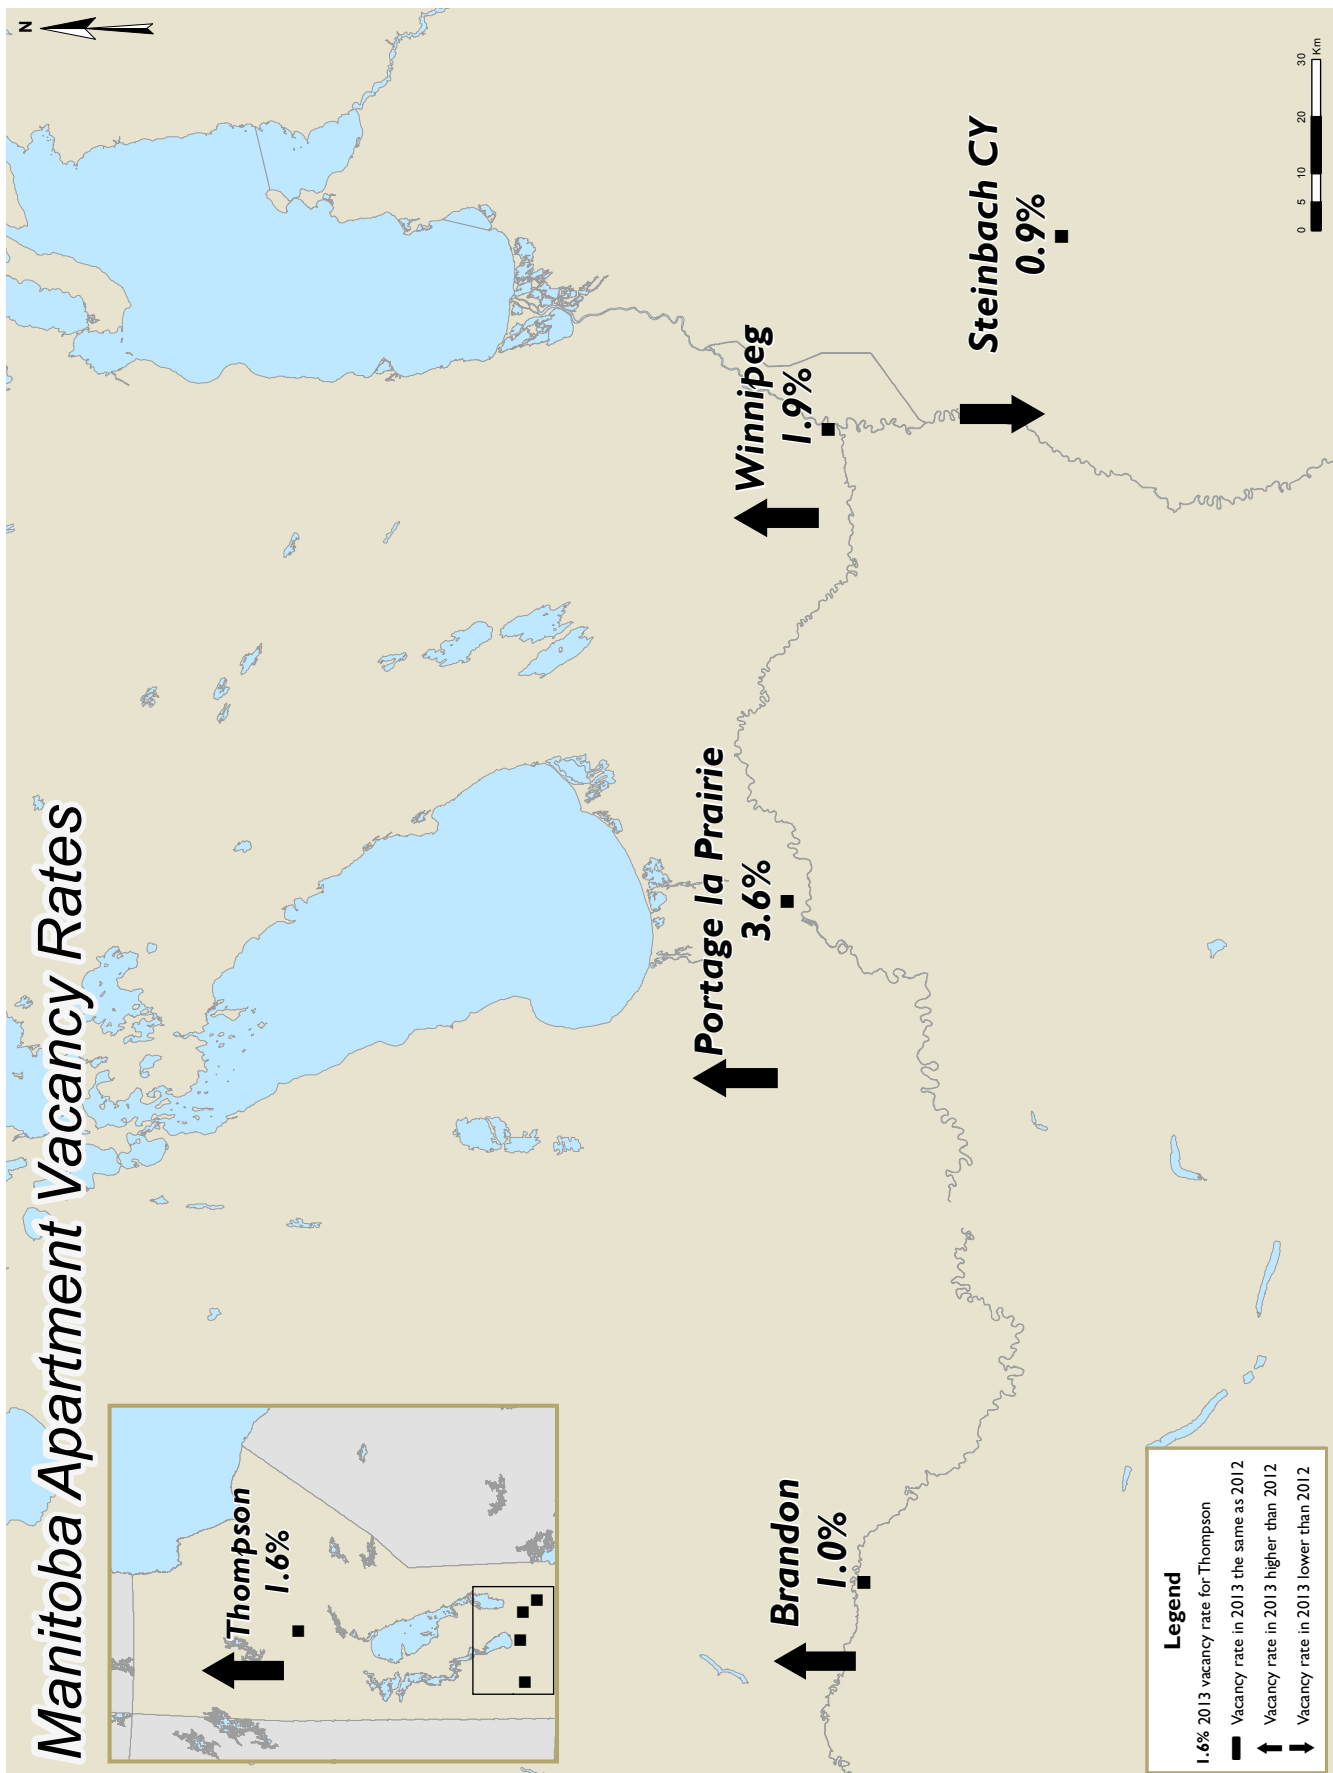 Manitoba Apartment Vacancy Rates
N
Thompson
1.6%
Brandon
1.0%
Portage la Prairie
3.6%
Winnipeg
1.9%
Steinbach CY
0.9%
Legend
1.6% 2013 vacancy rate for Thompson
Vacancy rate in 2013 the same as 2012
Vacancy rate in 2013 higher than 2012
Vacancy rate in 2013 lower than 2012
0 5 10 20 30
Km